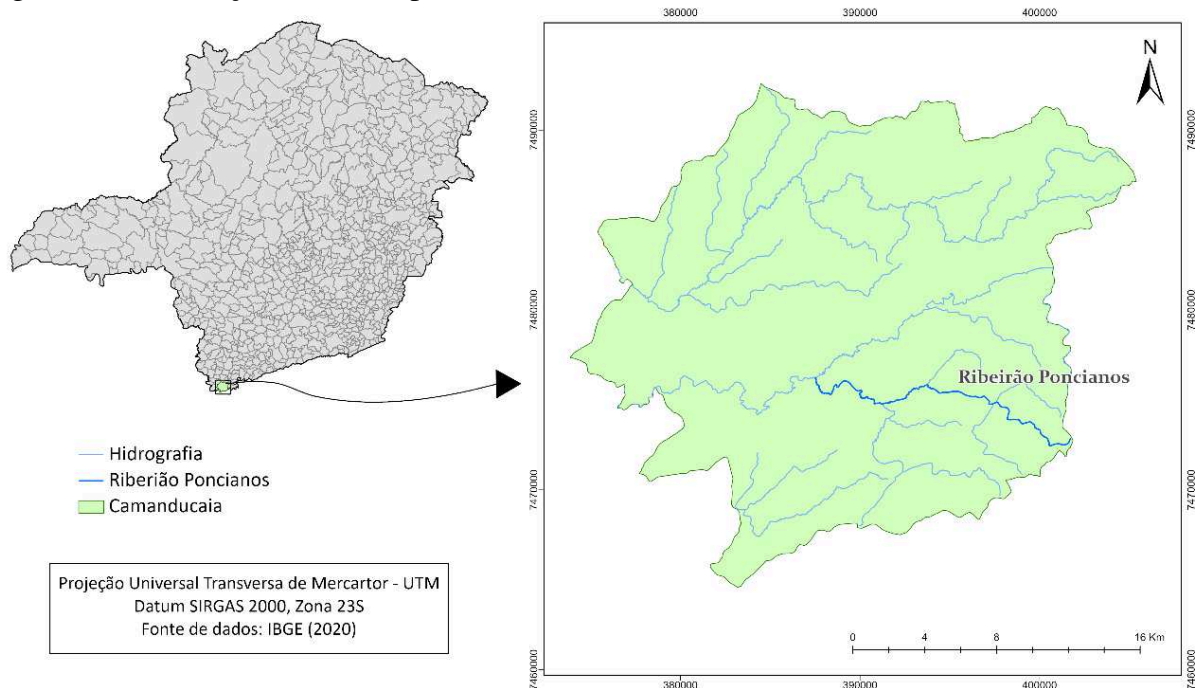 380000
390000
400000
N
7490000
7490000
7480000
7480000
Ribeirão Poncianos
Hidrografia
Riberião Poncianos
Camanducaia
7470000
7470000
Projeção Universal Transversa de Mercartor - UTM
Datum SIRGAS 2000, Zona 23S
Fonte de dados: IBGE (2020)
0 4 8 16 Km
7460000
7460000
380000
390000
400000